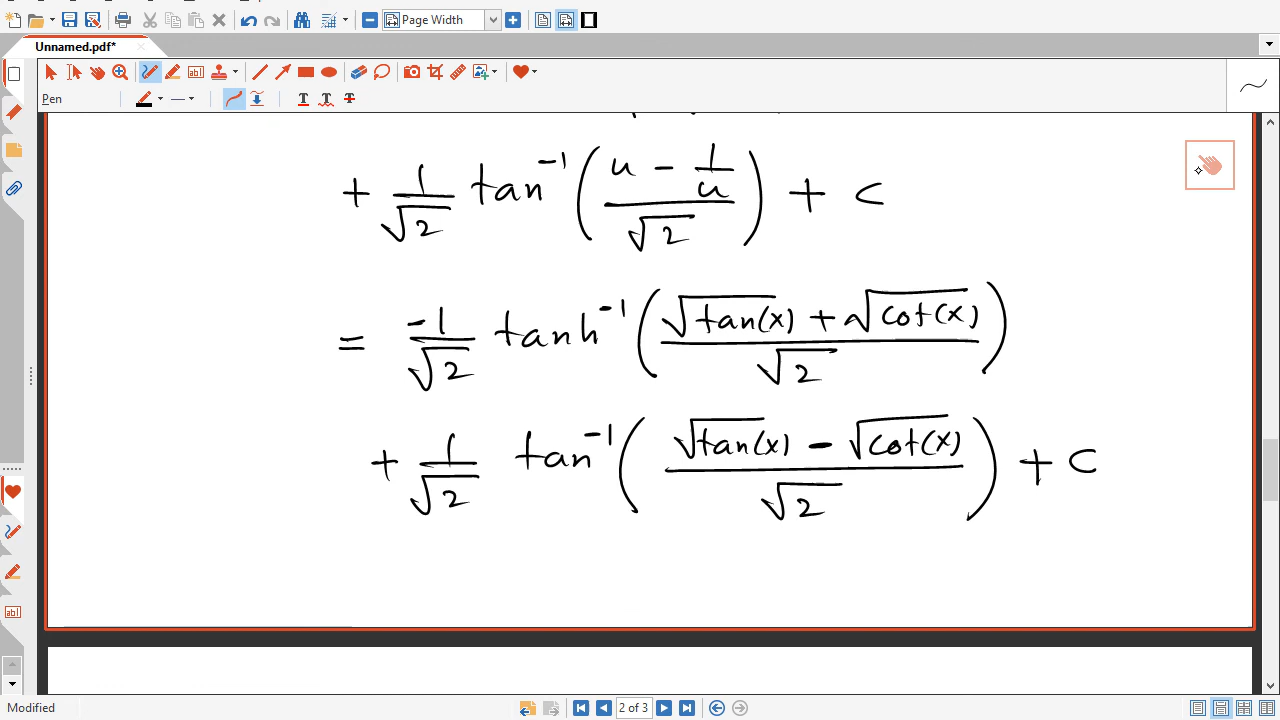 Page Width
Unnamed.pdf*
Pen
+ 1/√2 tan⁻¹((u - 1/u)/√2) + c
= -1/√2 tanh⁻¹((√tan(x) + √cot(x))/√2)
+ 1/√2 tan⁻¹((√tan(x) - √cot(x))/√2) + c
Modified
2 of 3